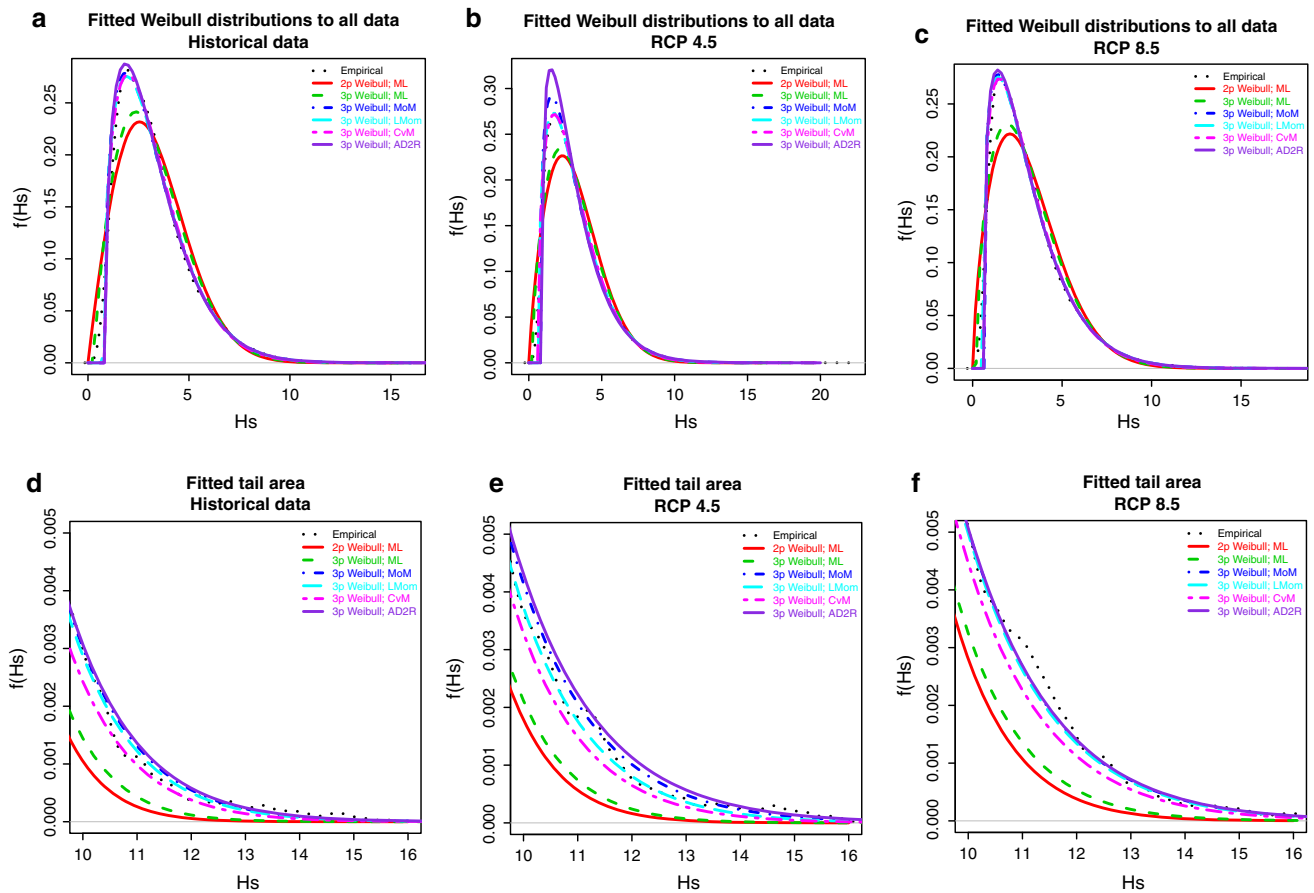 a
Fitted Weibull distributions to all data
Historical data
f(Hs)
0.00 0.05 0.10 0.15 0.20 0.25
Empirical
2p Weibull; ML
3p Weibull; ML
3p Weibull; MoM
3p Weibull; LMom
3p Weibull; CvM
3p Weibull; AD2R
0 5 10 15
Hs
b
Fitted Weibull distributions to all data
RCP 4.5
f(Hs)
0.00 0.05 0.10 0.15 0.20 0.25 0.30
Empirical
2p Weibull; ML
3p Weibull; ML
3p Weibull; MoM
3p Weibull; LMom
3p Weibull; CvM
3p Weibull; AD2R
0 5 10 15 20
Hs
c
Fitted Weibull distributions to all data
RCP 8.5
f(Hs)
0.00 0.05 0.10 0.15 0.20 0.25
Empirical
2p Weibull; ML
3p Weibull; ML
3p Weibull; MoM
3p Weibull; LMom
3p Weibull; CvM
3p Weibull; AD2R
0 5 10 15
Hs
d
Fitted tail area
Historical data
f(Hs)
0.000 0.001 0.002 0.003 0.004 0.005
Empirical
2p Weibull; ML
3p Weibull; ML
3p Weibull; MoM
3p Weibull; LMom
3p Weibull; CvM
3p Weibull; AD2R
10 11 12 13 14 15 16
Hs
e
Fitted tail area
RCP 4.5
f(Hs)
0.000 0.001 0.002 0.003 0.004 0.005
Empirical
2p Weibull; ML
3p Weibull; ML
3p Weibull; MoM
3p Weibull; LMom
3p Weibull; CvM
3p Weibull; AD2R
10 11 12 13 14 15 16
Hs
f
Fitted tail area
RCP 8.5
f(Hs)
0.000 0.001 0.002 0.003 0.004 0.005
Empirical
2p Weibull; ML
3p Weibull; ML
3p Weibull; MoM
3p Weibull; LMom
3p Weibull; CvM
3p Weibull; AD2R
10 11 12 13 14 15 16
Hs